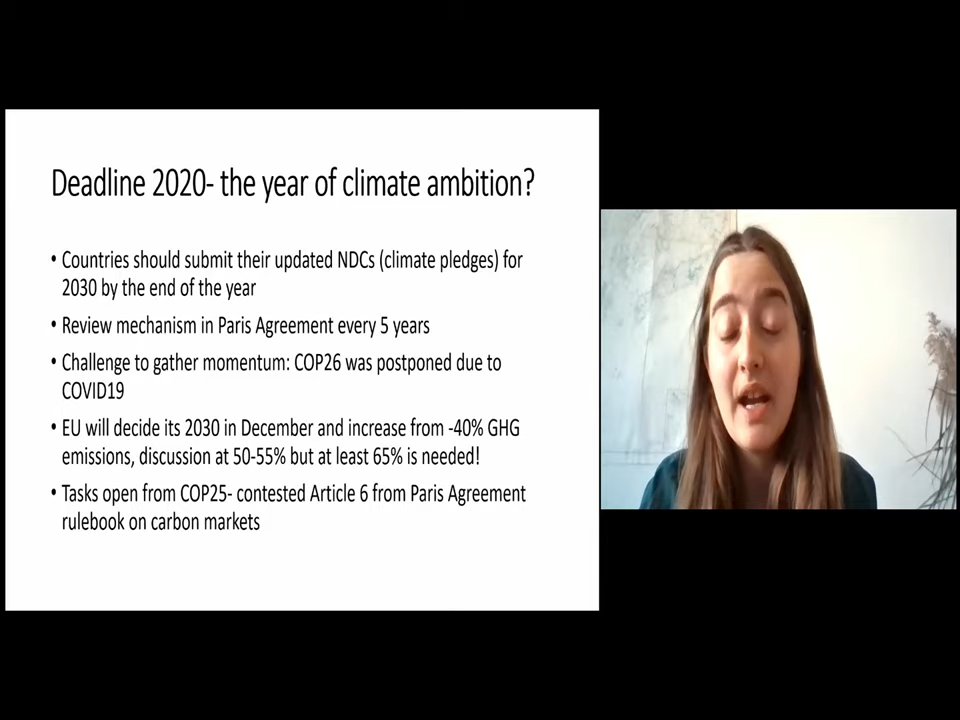 Deadline 2020- the year of climate ambition?
• Countries should submit their updated NDCs (climate pledges) for
2030 by the end of the year
• Review mechanism in Paris Agreement every 5 years
• Challenge to gather momentum: COP26 was postponed due to
COVID19
• EU will decide its 2030 in December and increase from -40% GHG
emissions, discussion at 50-55% but at least 65% is needed!
• Tasks open from COP25- contested Article 6 from Paris Agreement
rulebook on carbon markets